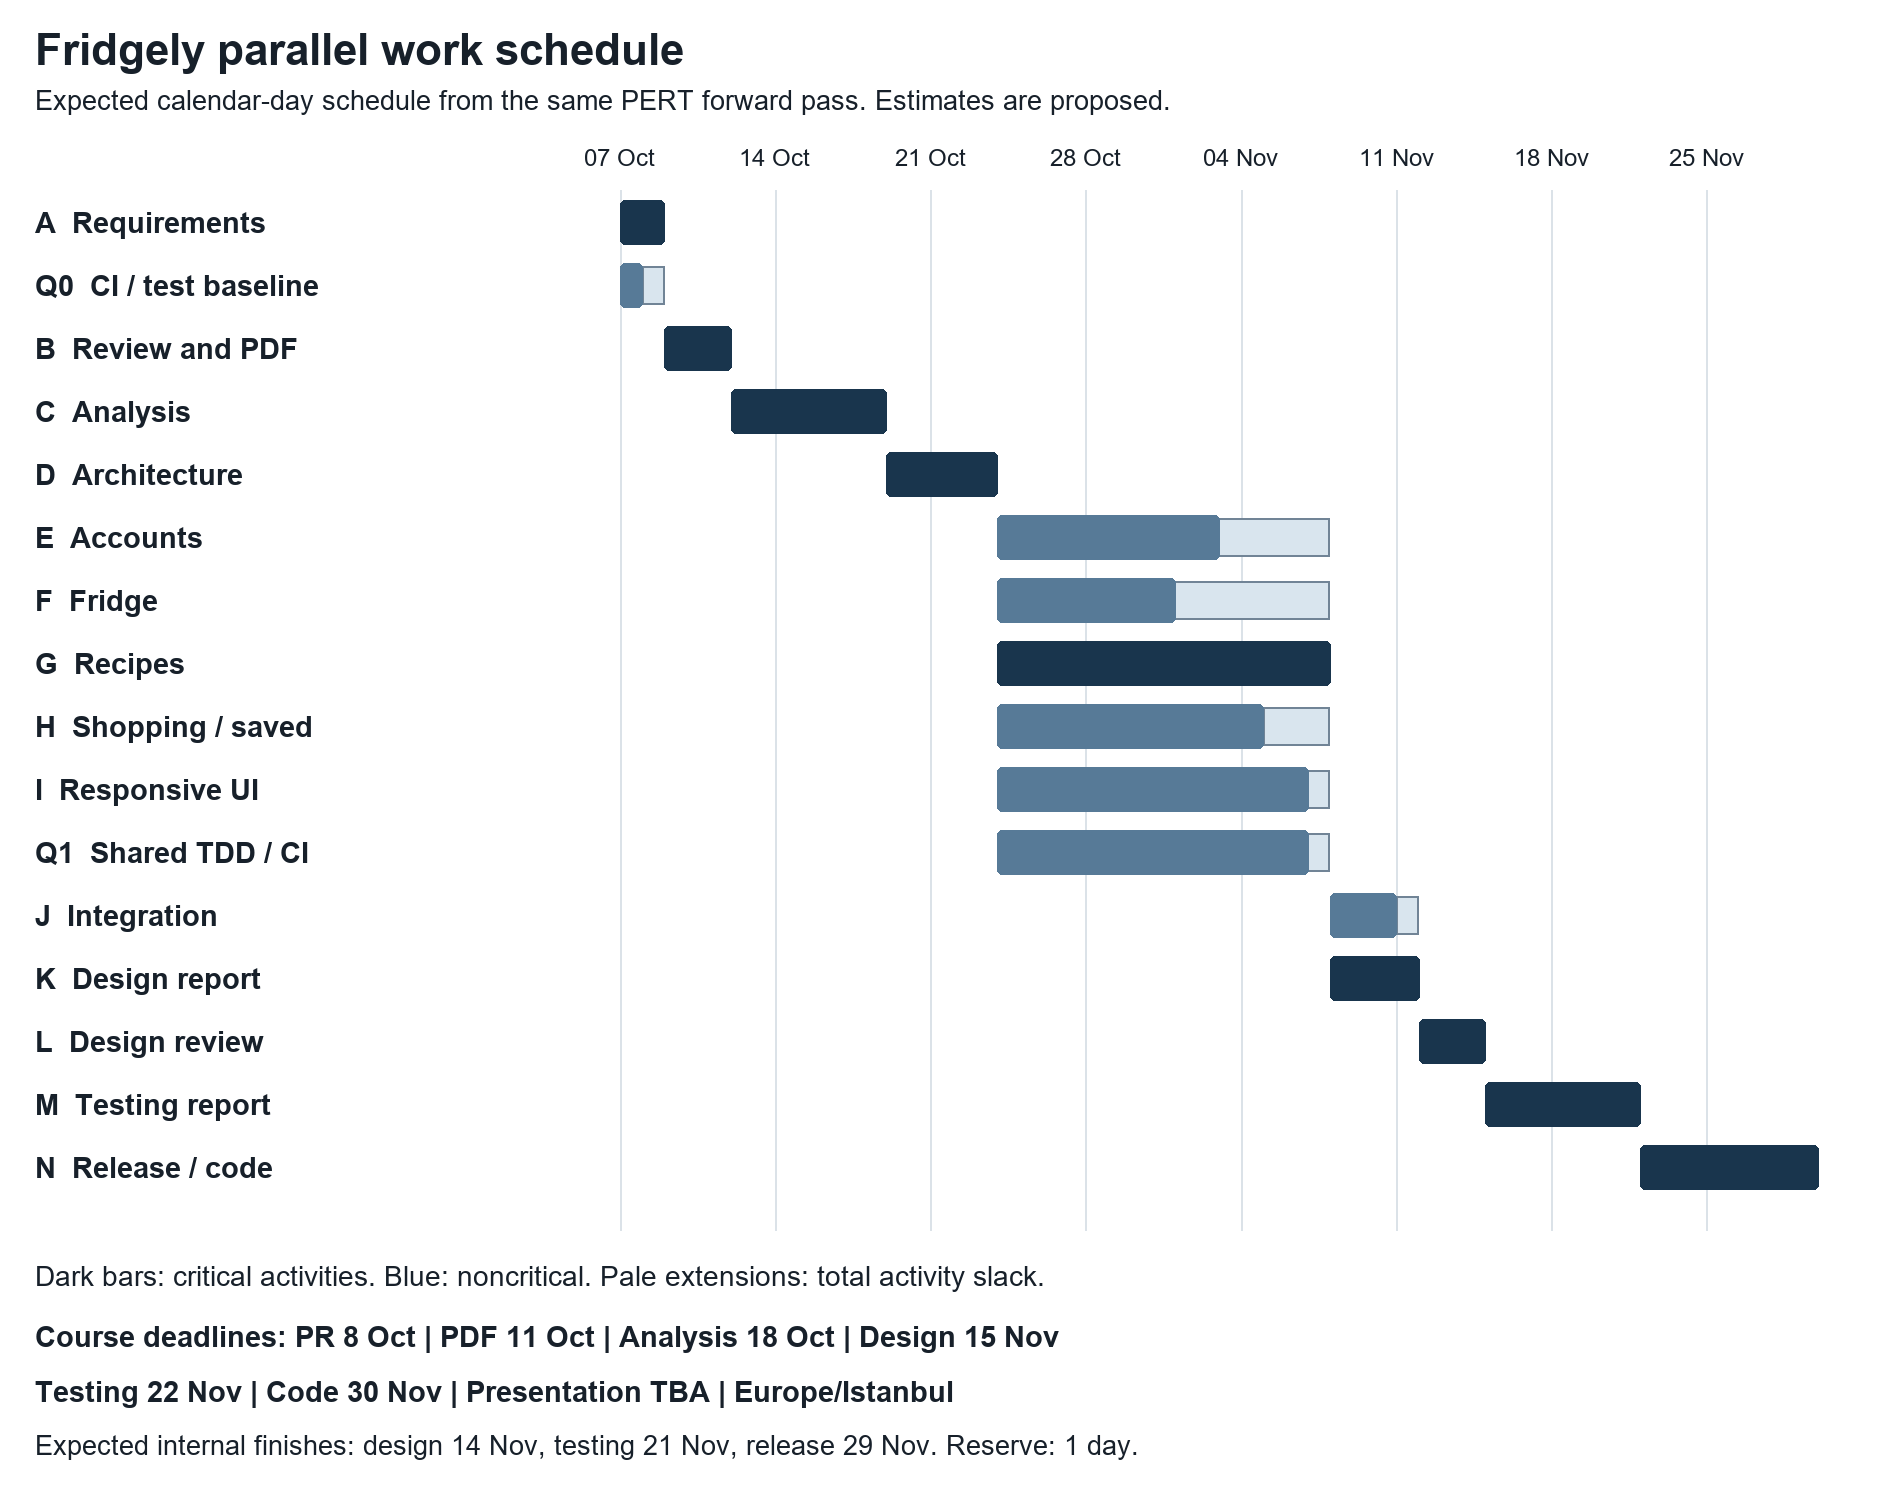 Fridgely parallel work schedule
Expected calendar-day schedule from the same PERT forward pass. Estimates are proposed.
07 Oct 14 Oct 21 Oct 28 Oct 04 Nov 11 Nov 18 Nov 25 Nov
A Requirements
Q0 CI / test baseline
B Review and PDF
C Analysis
D Architecture
E Accounts
F Fridge
G Recipes
H Shopping / saved
I Responsive UI
Q1 Shared TDD / CI
J Integration
K Design report
L Design review
M Testing report
N Release / code
Dark bars: critical activities. Blue: noncritical. Pale extensions: total activity slack.
Course deadlines: PR 8 Oct | PDF 11 Oct | Analysis 18 Oct | Design 15 Nov
Testing 22 Nov | Code 30 Nov | Presentation TBA | Europe/Istanbul
Expected internal finishes: design 14 Nov, testing 21 Nov, release 29 Nov. Reserve: 1 day.